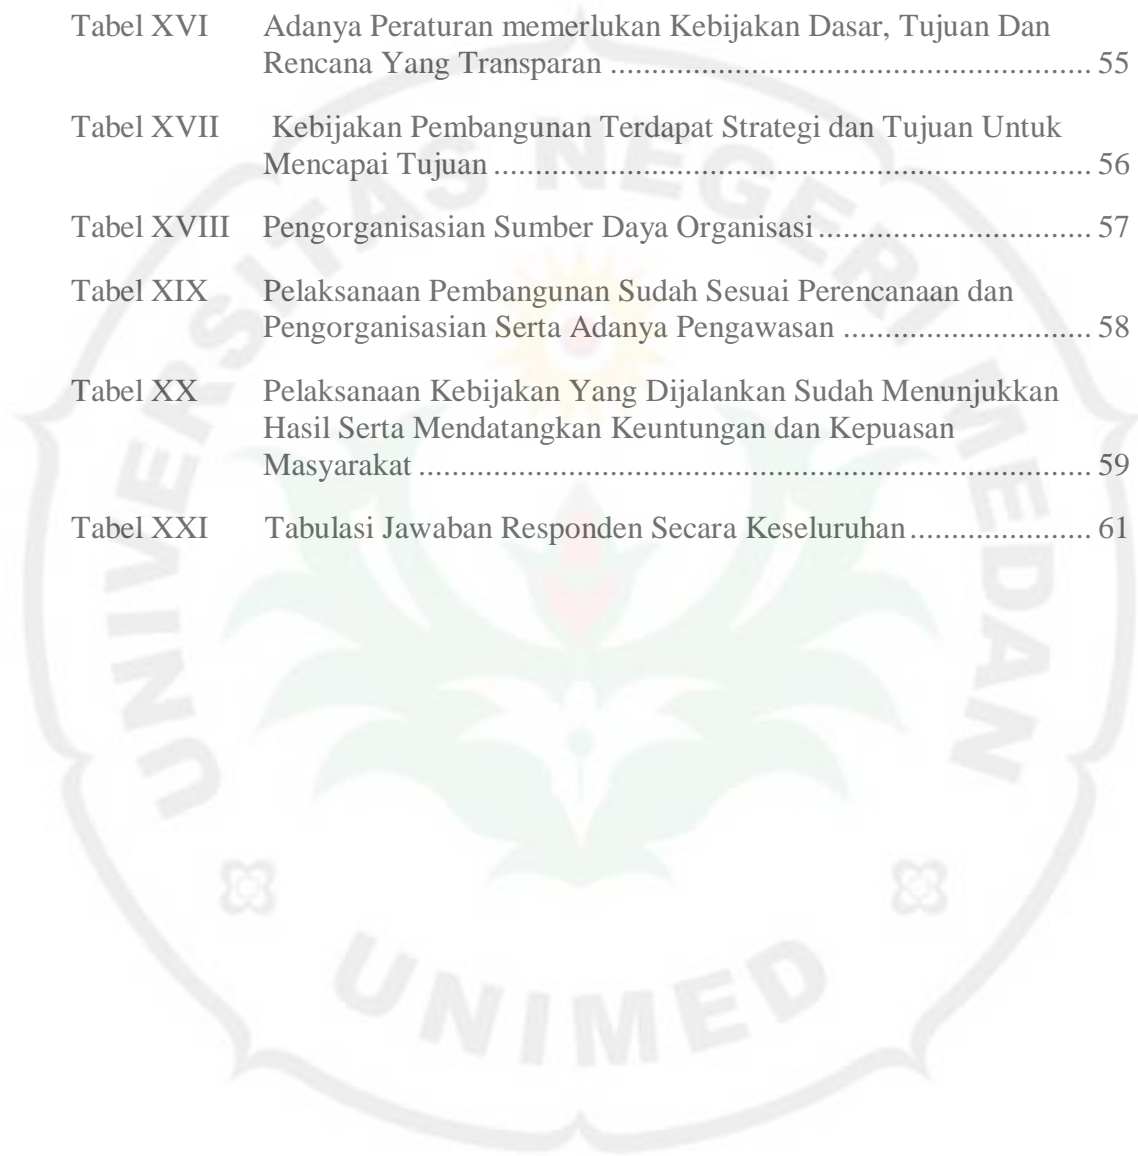 Tabel XVI Adanya Peraturan memerlukan Kebijakan Dasar, Tujuan Dan
Rencana Yang Transparan ........................................................... 55
Tabel XVII Kebijakan Pembangunan Terdapat Strategi dan Tujuan Untuk
Mencapai Tujuan ......................................................................... 56
Tabel XVIII Pengorganisasian Sumber Daya Organisasi ................................. 57
Tabel XIX Pelaksanaan Pembangunan Sudah Sesuai Perencanaan dan
Pengorganisasian Serta Adanya Pengawasan .............................. 58
Tabel XX Pelaksanaan Kebijakan Yang Dijalankan Sudah Menunjukkan
Hasil Serta Mendatangkan Keuntungan dan Kepuasan
Masyarakat .................................................................................. 59
Tabel XXI Tabulasi Jawaban Responden Secara Keseluruhan ...................... 61
UNIVERSITAS NEGERI MEDAN
UNIMED